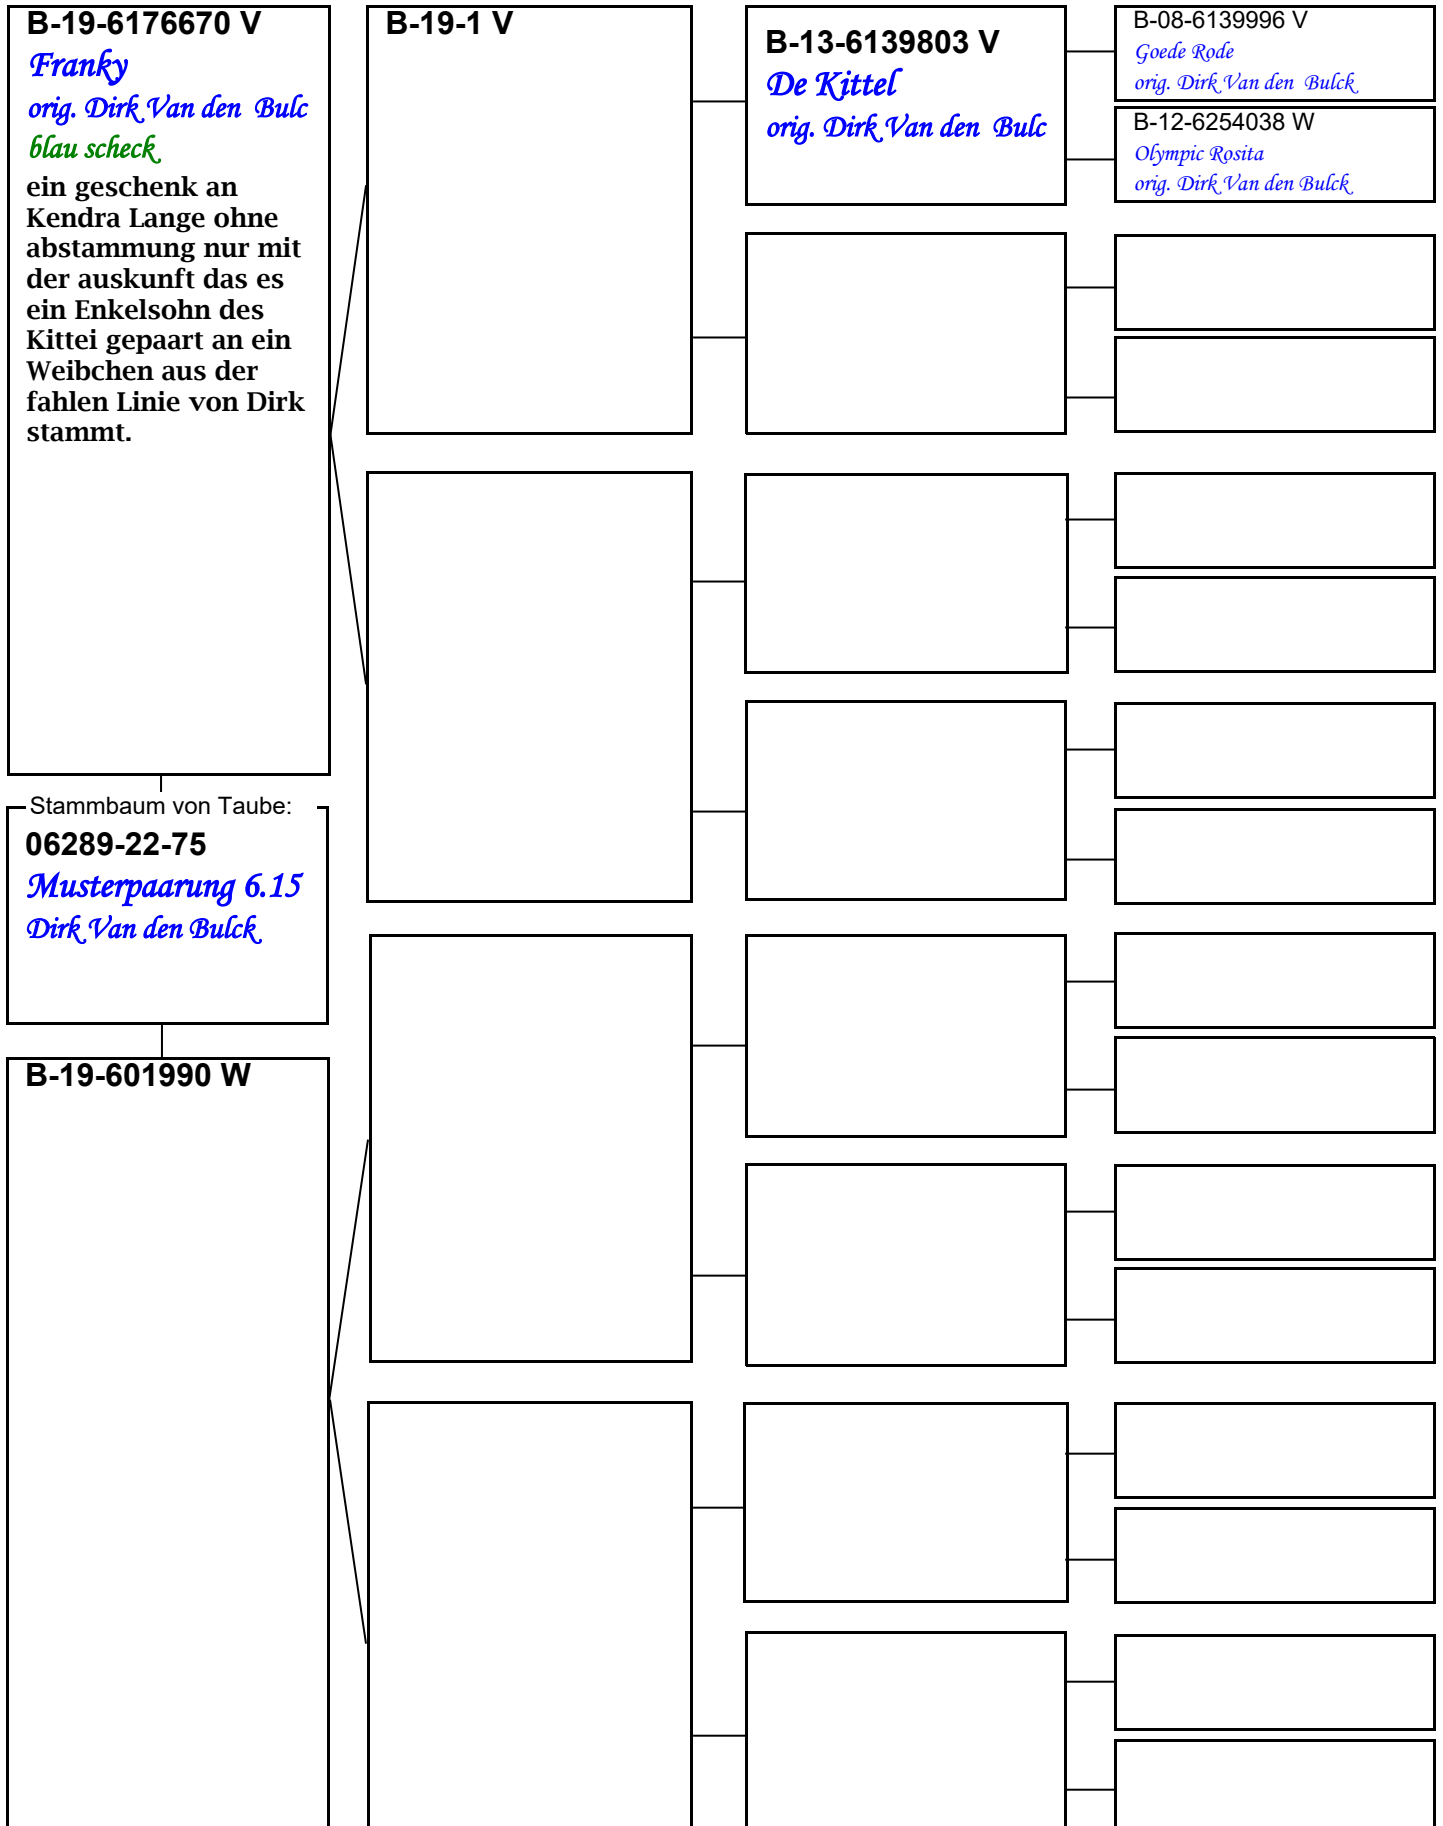 B-19-6176670 V
Franky
orig. Dirk Van den Bulc
blau scheck
ein geschenk an
Kendra Lange ohne
abstammung nur mit
der auskunft das es
ein Enkelsohn des
Kittei gepaart an ein
Weibchen aus der
fahlen Linie von Dirk
stammt.
B-19-1 V
B-13-6139803 V
De Kittel
orig. Dirk Van den Bulc
B-08-6139996 V
Goede Rode
orig. Dirk Van den Bulck
B-12-6254038 W
Olympic Rosita
orig. Dirk Van den Bulck
Stammbaum von Taube:
06289-22-75
Musterpaarung 6.15
Dirk Van den Bulck
B-19-601990 W